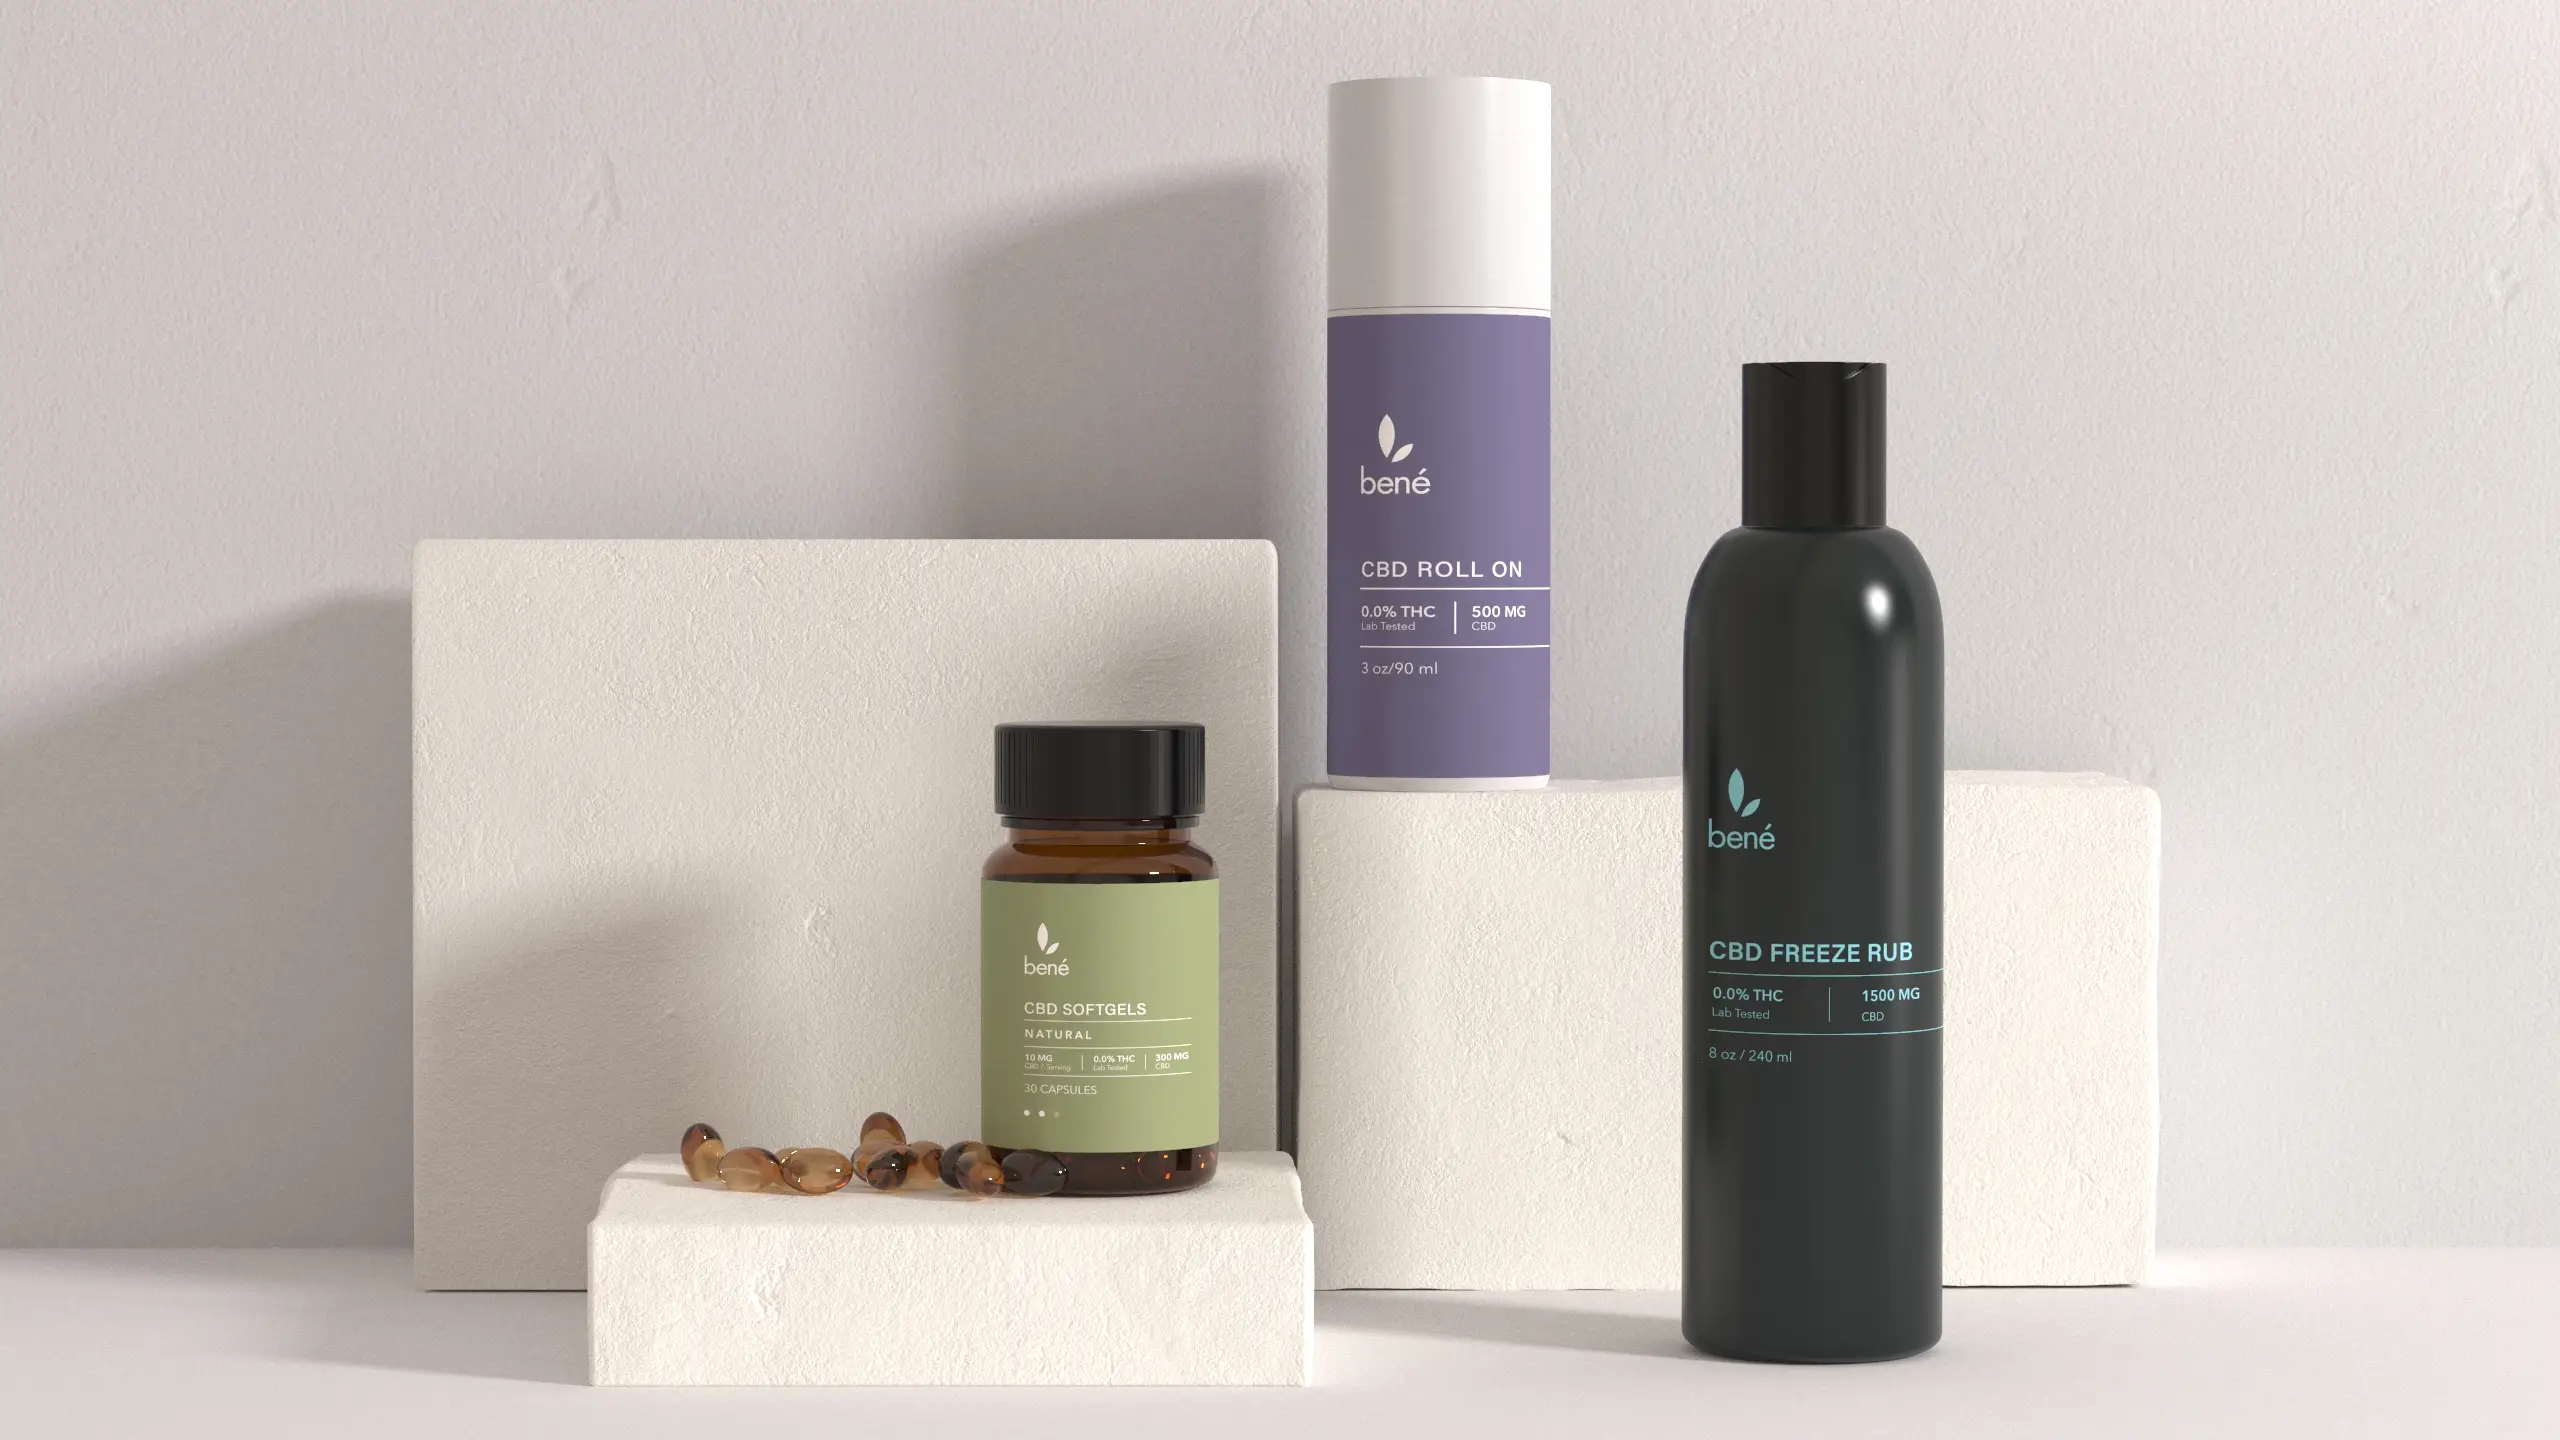 bené
CBD ROLL ON
0.0% THC
Lab Tested
500 MG
CBD
3 oz/90 ml
bené
CBD SOFTGELS
NATURAL
10 MG
CBD / Serving
0.0% THC
Lab Tested
300 MG
CBD
30 CAPSULES
bené
CBD FREEZE RUB
0.0% THC
Lab Tested
1500 MG
CBD
8 oz / 240 ml